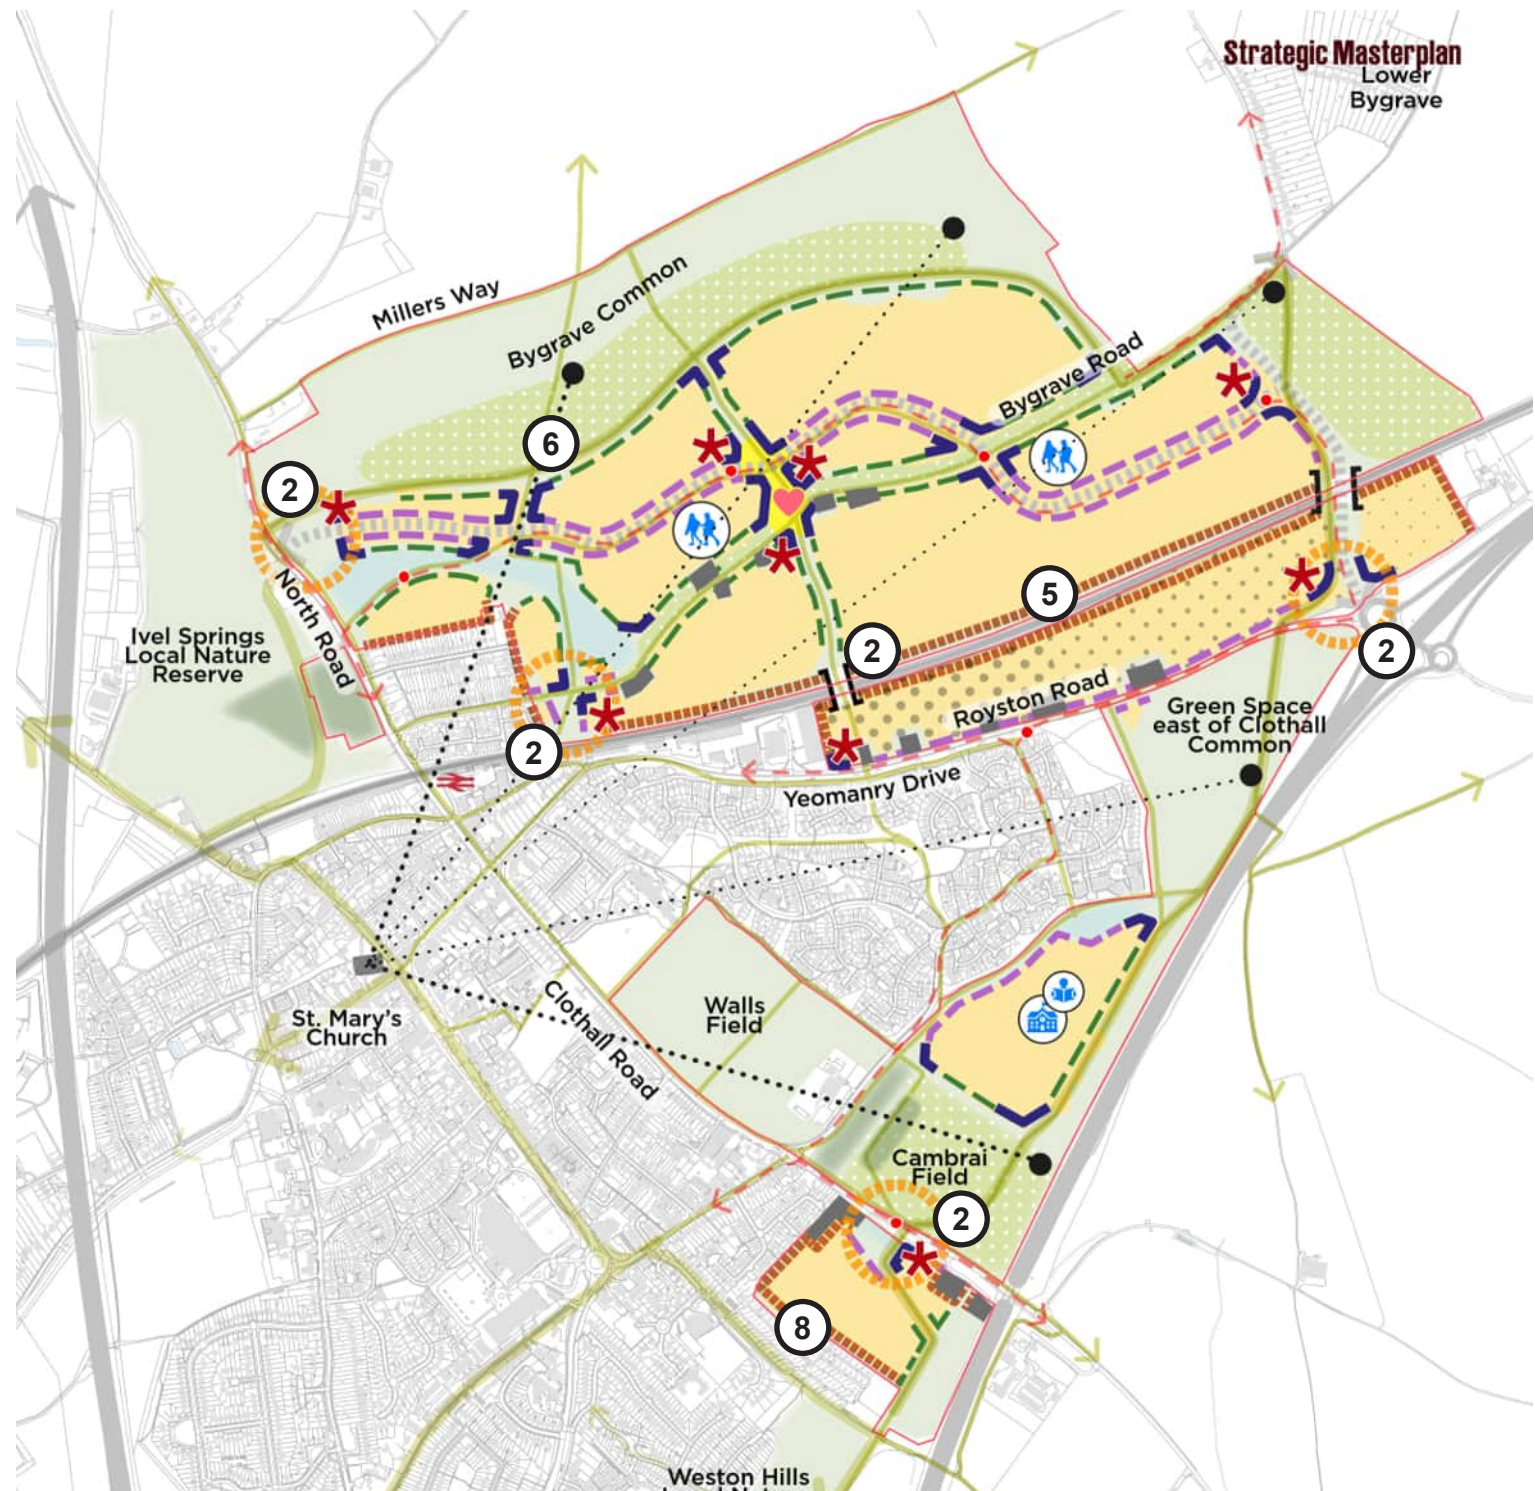 Strategic Masterplan
Lower
Bygrave
Millers Way
Bygrave Common
Bygrave Road
6
2
North Road
5
2
2
Ivel Springs
Local Nature
Reserve
Royston Road
Green Space
east of Clothall
Common
2
Yeomanry Drive
Clothall Road
Walls
Field
St. Mary's
Church
Cambrai
Field
2
8
Weston Hills